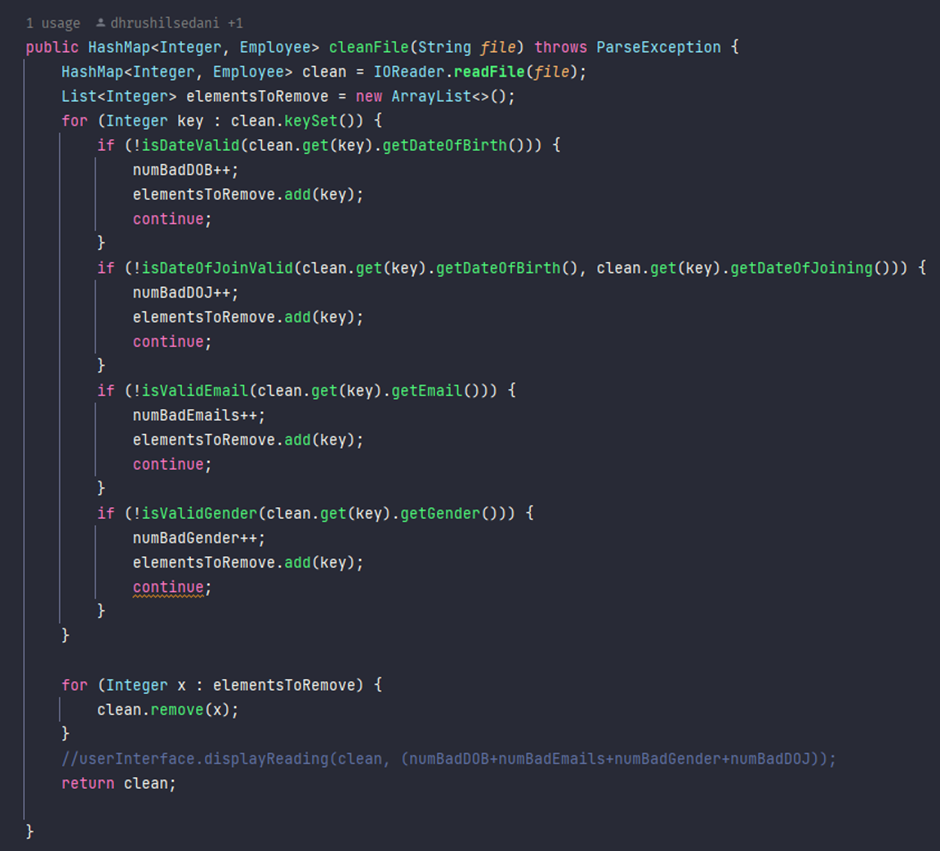 1 usage dhrushilsedani +1
public HashMap<Integer, Employee> cleanFile(String file) throws ParseException {
    HashMap<Integer, Employee> clean = IOReader.readFile(file);
    List<Integer> elementsToRemove = new ArrayList<>();
    for (Integer key : clean.keySet()) {
        if (!isDateValid(clean.get(key).getDateOfBirth())) {
            numBadDOB++;
            elementsToRemove.add(key);
            continue;
        }
        if (!isDateOfJoinValid(clean.get(key).getDateOfBirth(), clean.get(key).getDateOfJoining())) {
            numBadDOJ++;
            elementsToRemove.add(key);
            continue;
        }
        if (!isValidEmail(clean.get(key).getEmail())) {
            numBadEmails++;
            elementsToRemove.add(key);
            continue;
        }
        if (!isValidGender(clean.get(key).getGender())) {
            numBadGender++;
            elementsToRemove.add(key);
            continue;
        }
    }
    for (Integer x : elementsToRemove) {
        clean.remove(x);
    }
    //userInterface.displayReading(clean, (numBadDOB+numBadEmails+numBadGender+numBadDOJ));
    return clean;
}